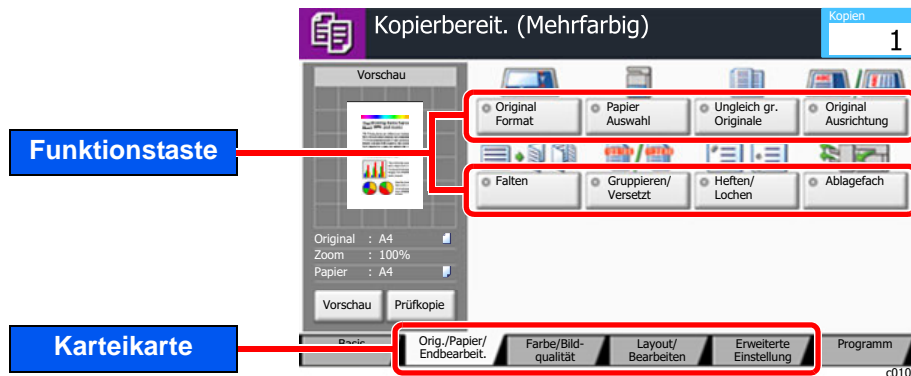 Kopierbereit. (Mehrfarbig)
Kopien
1
Vorschau
Original
Format
Papier
Auswahl
Ungleich gr.
Originale
Original
Ausrichtung
Funktionstaste
Falten
Gruppieren/
Versetzt
Heften/
Lochen
Ablagefach
Original : A4
Zoom : 100%
Papier : A4
Vorschau
Prüfkopie
Karteikarte
Basis
Orig./Papier/
Endbearbeit.
Farbe/Bild-
qualität
Layout/
Bearbeiten
Erweiterte
Einstellung
Programm
c010